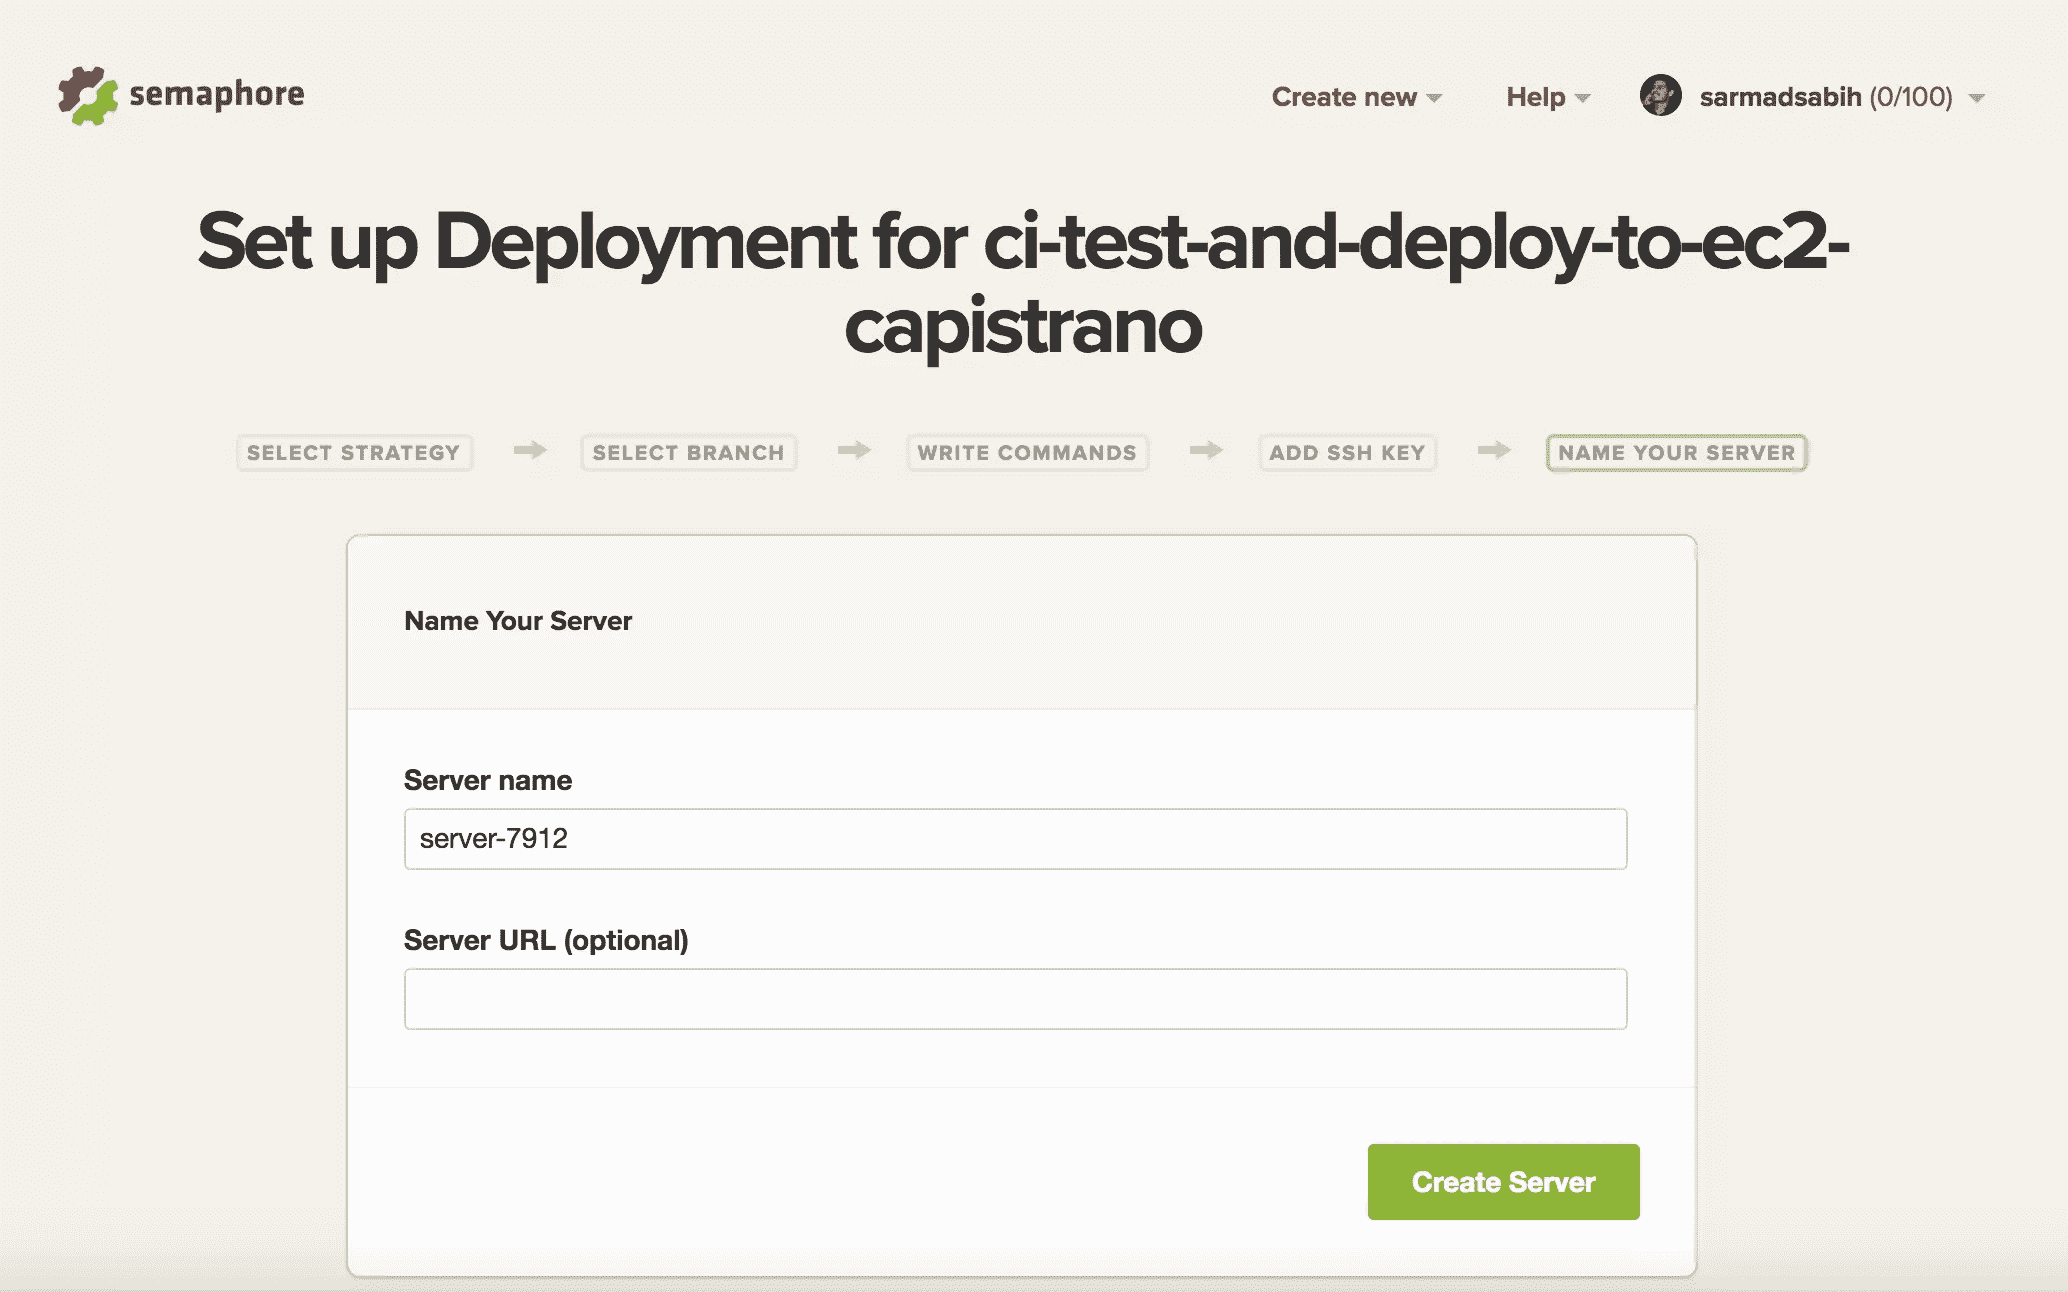 semaphore
Create new
Help
sarmadsabih (0/100)
Set up Deployment for ci-test-and-deploy-to-ec2-
capistrano
SELECT STRATEGY
SELECT BRANCH
WRITE COMMANDS
ADD SSH KEY
NAME YOUR SERVER
Name Your Server
Server name
server-7912
Server URL (optional)
Create Server